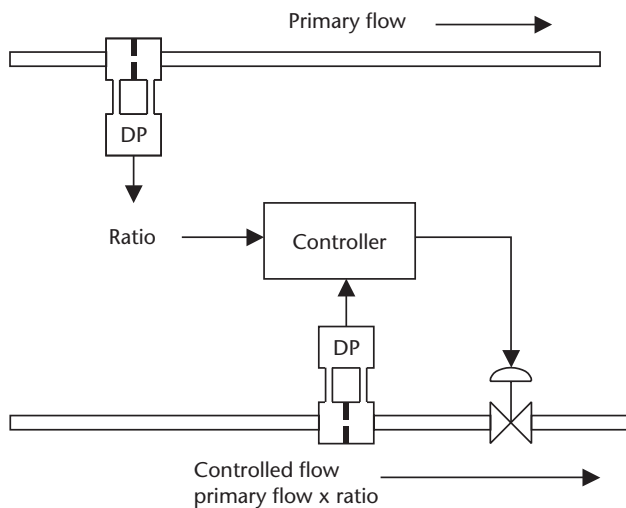 Primary flow
DP
Ratio
Controller
DP
Controlled flow
primary flow x ratio